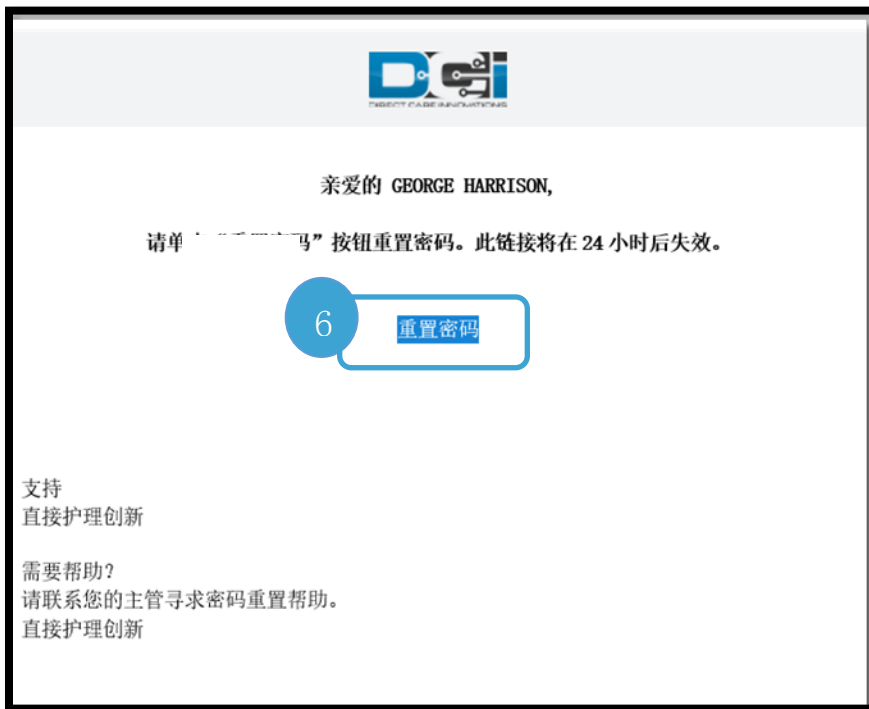 DCi
DIRECT CARE INNOVATIONS
亲爱的 GEORGE HARRISON,
请单 码”按钮重置密码。此链接将在 24 小时后失效。
6
重置密码
支持
直接护理创新
需要帮助?
请联系您的主管寻求密码重置帮助。
直接护理创新